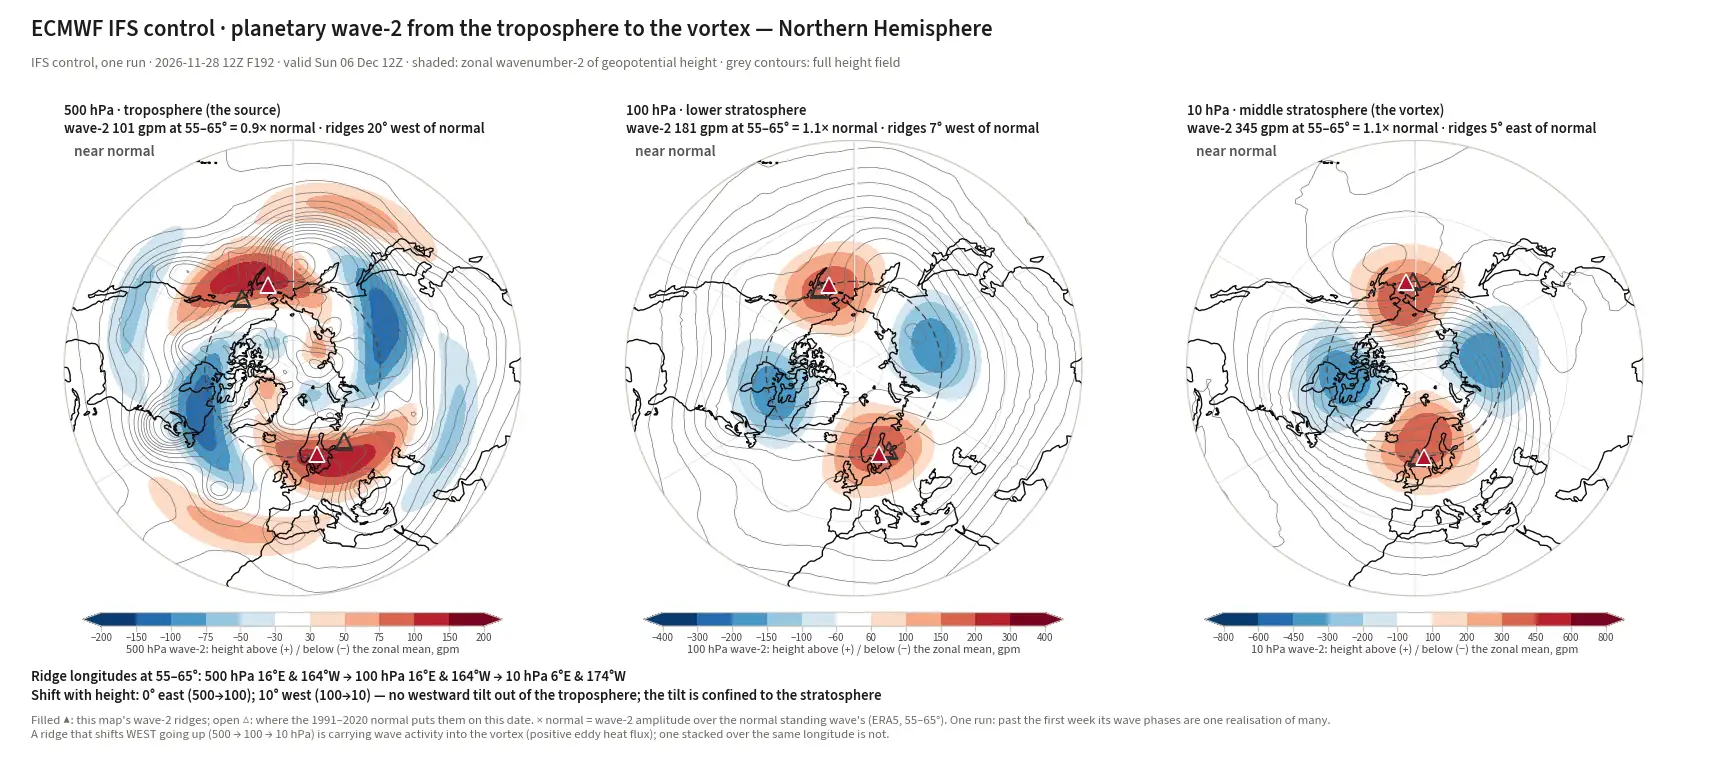 ECMWF IFS control · planetary wave-2 from the troposphere to the vortex — Northern Hemisphere
IFS control, one run · 2026-11-28 12Z F192 · valid Sun 06 Dec 12Z · shaded: zonal wavenumber-2 of geopotential height · grey contours: full height field
500 hPa · troposphere (the source)
wave-2 101 gpm at 55–65° = 0.9× normal · ridges 20° west of normal
near normal
100 hPa · lower stratosphere
wave-2 181 gpm at 55–65° = 1.1× normal · ridges 7° west of normal
near normal
10 hPa · middle stratosphere (the vortex)
wave-2 345 gpm at 55–65° = 1.1× normal · ridges 5° east of normal
near normal
−200 −150 −100 −75 −50 −30 30 50 75 100 150 200
500 hPa wave-2: height above (+) / below (−) the zonal mean, gpm
−400 −300 −200 −150 −100 −60 60 100 150 200 300 400
100 hPa wave-2: height above (+) / below (−) the zonal mean, gpm
−800 −600 −450 −300 −200 −100 100 200 300 450 600 800
10 hPa wave-2: height above (+) / below (−) the zonal mean, gpm
Ridge longitudes at 55–65°: 500 hPa 16°E & 164°W → 100 hPa 16°E & 164°W → 10 hPa 6°E & 174°W
Shift with height: 0° east (500→100); 10° west (100→10) — no westward tilt out of the troposphere; the tilt is confined to the stratosphere
Filled ▲: this map's wave-2 ridges; open △: where the 1991–2020 normal puts them on this date. × normal = wave-2 amplitude over the normal standing wave's (ERA5, 55–65°). One run: past the first week its wave phases are one realisation of many.
A ridge that shifts WEST going up (500 → 100 → 10 hPa) is carrying wave activity into the vortex (positive eddy heat flux); one stacked over the same longitude is not.